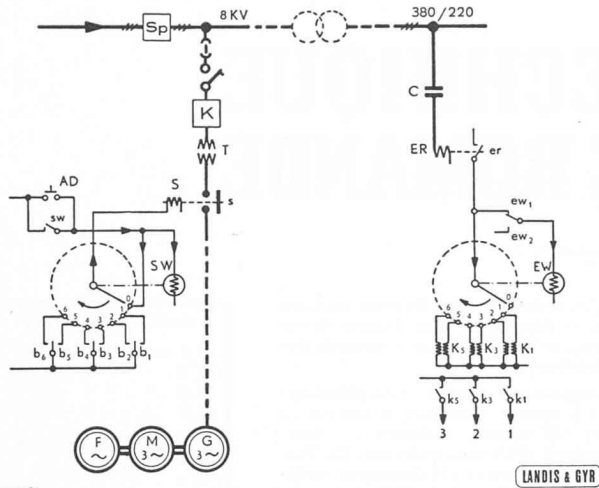 Sp
8 KV
380/220
C
K
ER
er
T
AD
S
s
sw
ew₁
ew₂
SW
EW
6 5 4 3 2 1 0
6 5 4 3 2 1 0
b₆ b₅ b₄ b₃ b₂ b₁
K₅ K₃ K₁
k₅ k₃ k₁
3 2 1
F
~
M
3~
G
3~
LANDIS & GYR
ECHNIQUE